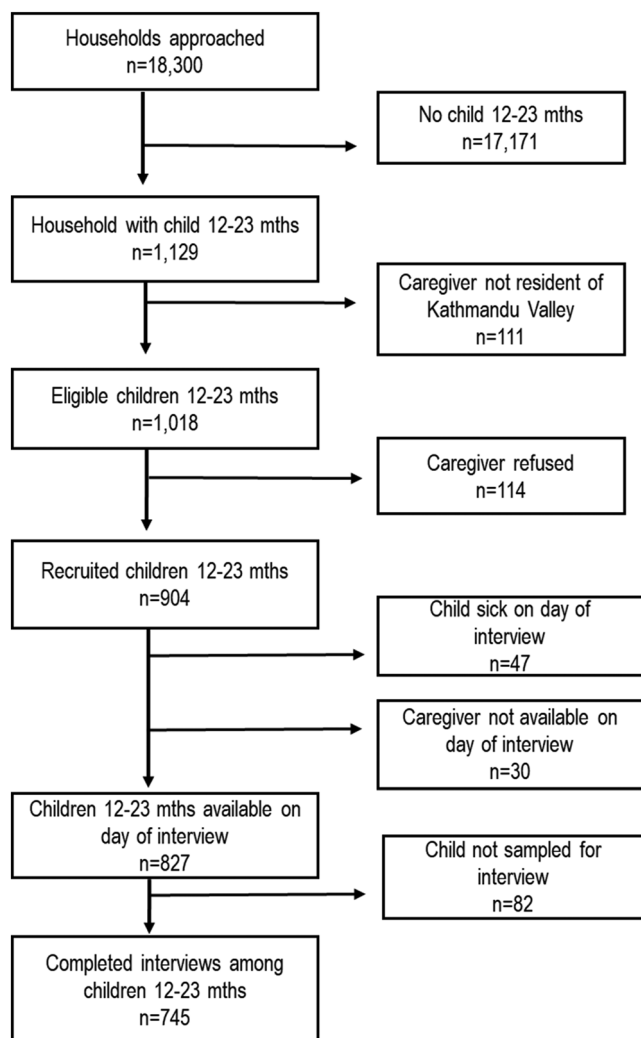 Households approached
n=18,300
No child 12-23 mths
n=17,171
Household with child 12-23 mths
n=1,129
Caregiver not resident of
Kathmandu Valley
n=111
Eligible children 12-23 mths
n=1,018
Caregiver refused
n=114
Recruited children 12-23 mths
n=904
Child sick on day of
interview
n=47
Caregiver not available on
day of interview
n=30
Children 12-23 mths available on
day of interview
n=827
Child not sampled for
interview
n=82
Completed interviews among
children 12-23 mths
n=745